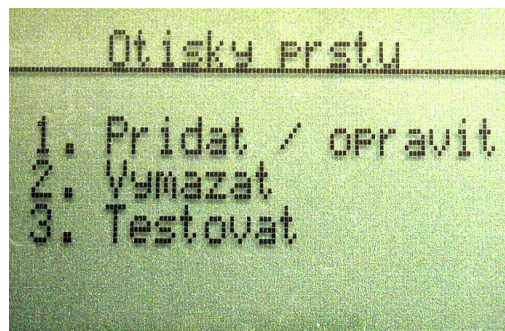 Otisky prstu
1. Pridat / opravit
2. Vymazat
3. Testovat